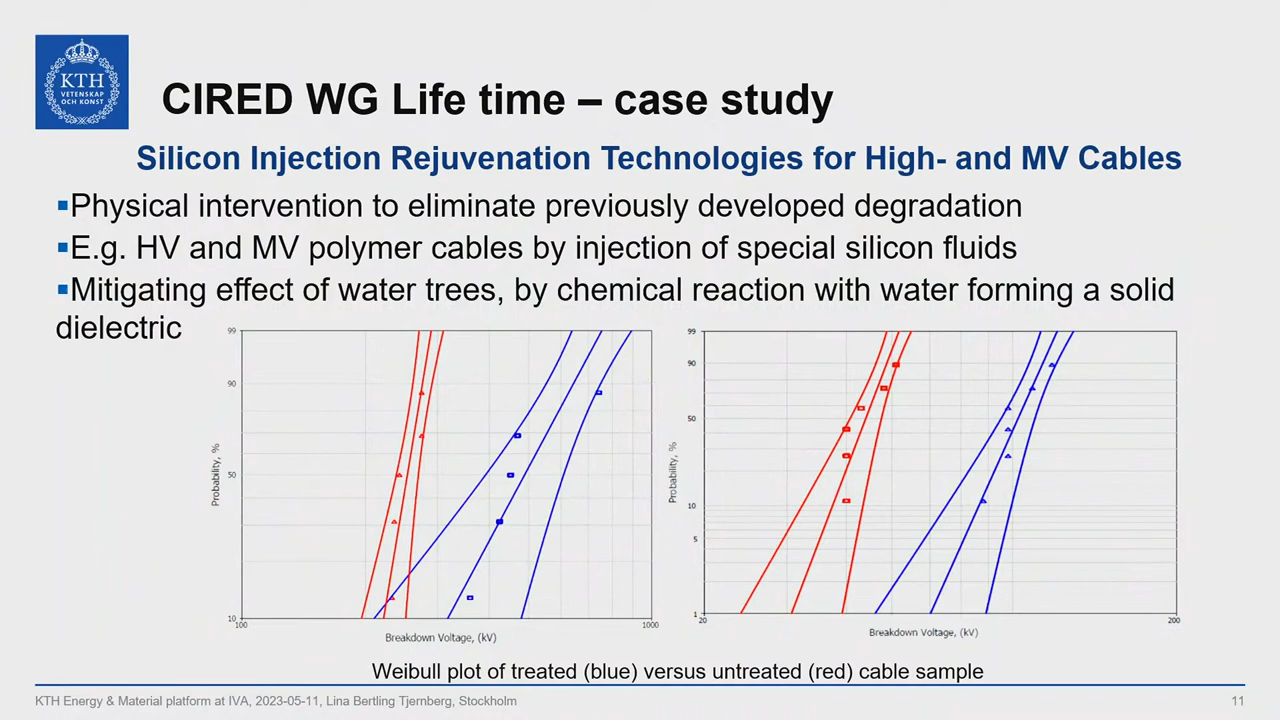 KTH
VETENSKAP
OCH KONST
CIRED WG Life time – case study
Silicon Injection Rejuvenation Technologies for High- and MV Cables
▪Physical intervention to eliminate previously developed degradation
▪E.g. HV and MV polymer cables by injection of special silicon fluids
▪Mitigating effect of water trees, by chemical reaction with water forming a solid
dielectric
99
90
50
10
Probability, %
100
1000
Breakdown Voltage, (kV)
99
90
50
10
5
1
Probability, %
20
200
Breakdown Voltage, (kV)
Weibull plot of treated (blue) versus untreated (red) cable sample
KTH Energy & Material platform at IVA, 2023-05-11, Lina Bertling Tjernberg, Stockholm
11